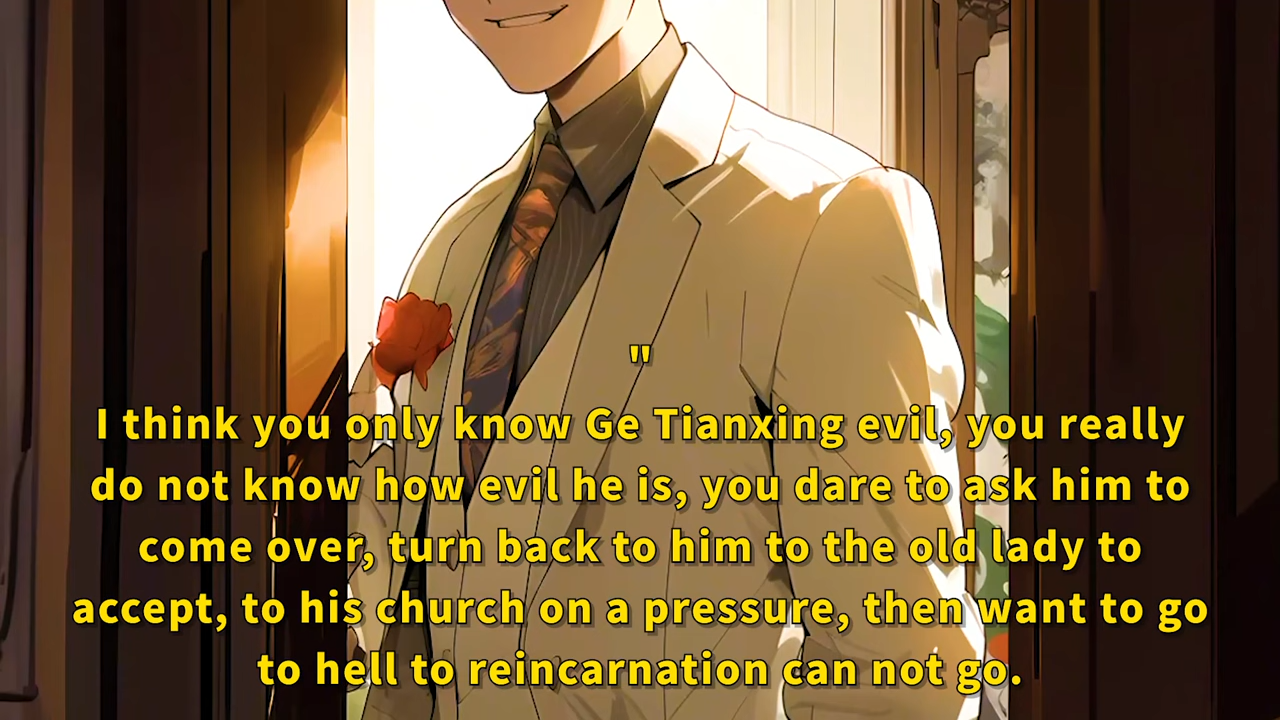 "
I think you only know Ge Tianxing evil, you really
do not know how evil he is, you dare to ask him to
come over, turn back to him to the old lady to
accept, to his church on a pressure, then want to go
to hell to reincarnation can not go.